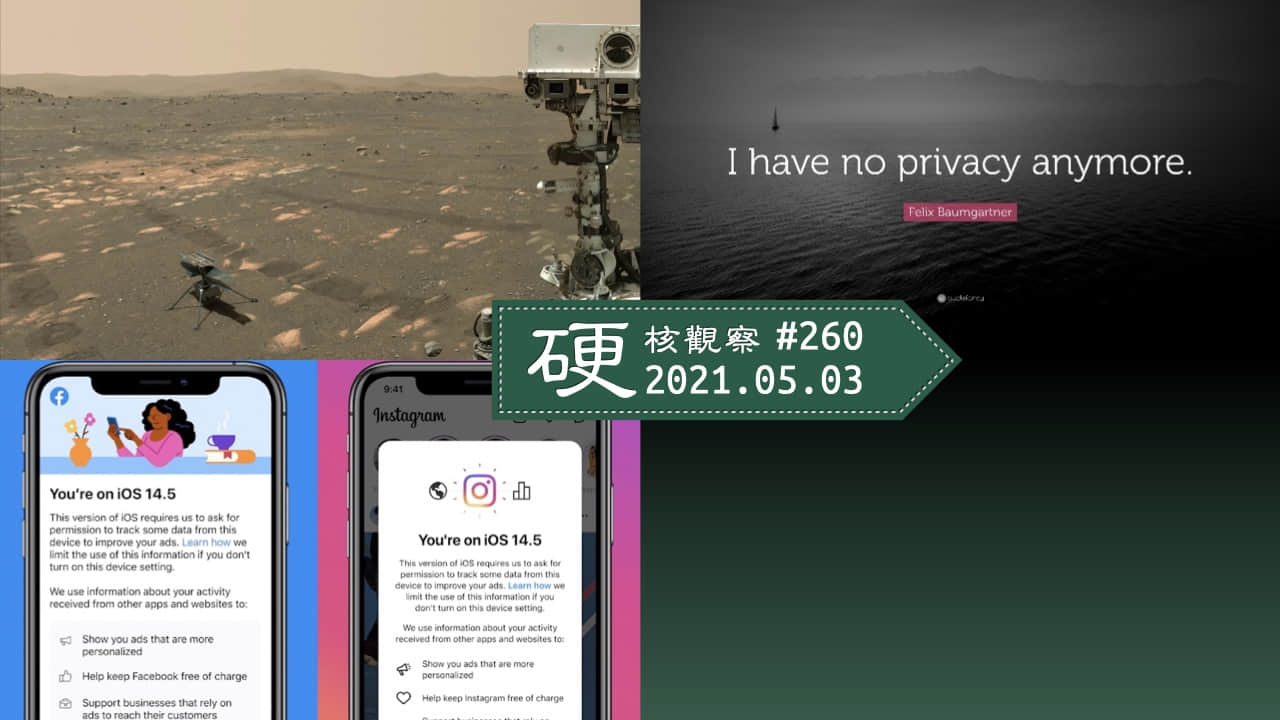 I have no privacy anymore.
Felix Baumgartner
quotefancy
硬
核觀察 #260
2021.05.03
You're on iOS 14.5
This version of iOS requires us to ask for
permission to track some data from this
device to improve your ads. Learn how we
limit the use of this information if you don't
turn on this device setting.
We use information about your activity
received from other apps and websites to:
Show you ads that are more
personalized
Help keep Facebook free of charge
Support businesses that rely on
ads to reach their customers
9:41
Instagram
You're on iOS 14.5
This version of iOS requires us to ask for
permission to track some data from this
device to improve your ads. Learn how we
limit the use of this information if you
don't turn on this device setting.
We use information about your activity
received from other apps and websites to:
Show you ads that are more
personalized
Help keep Instagram free of charge
Support businesses that rely on